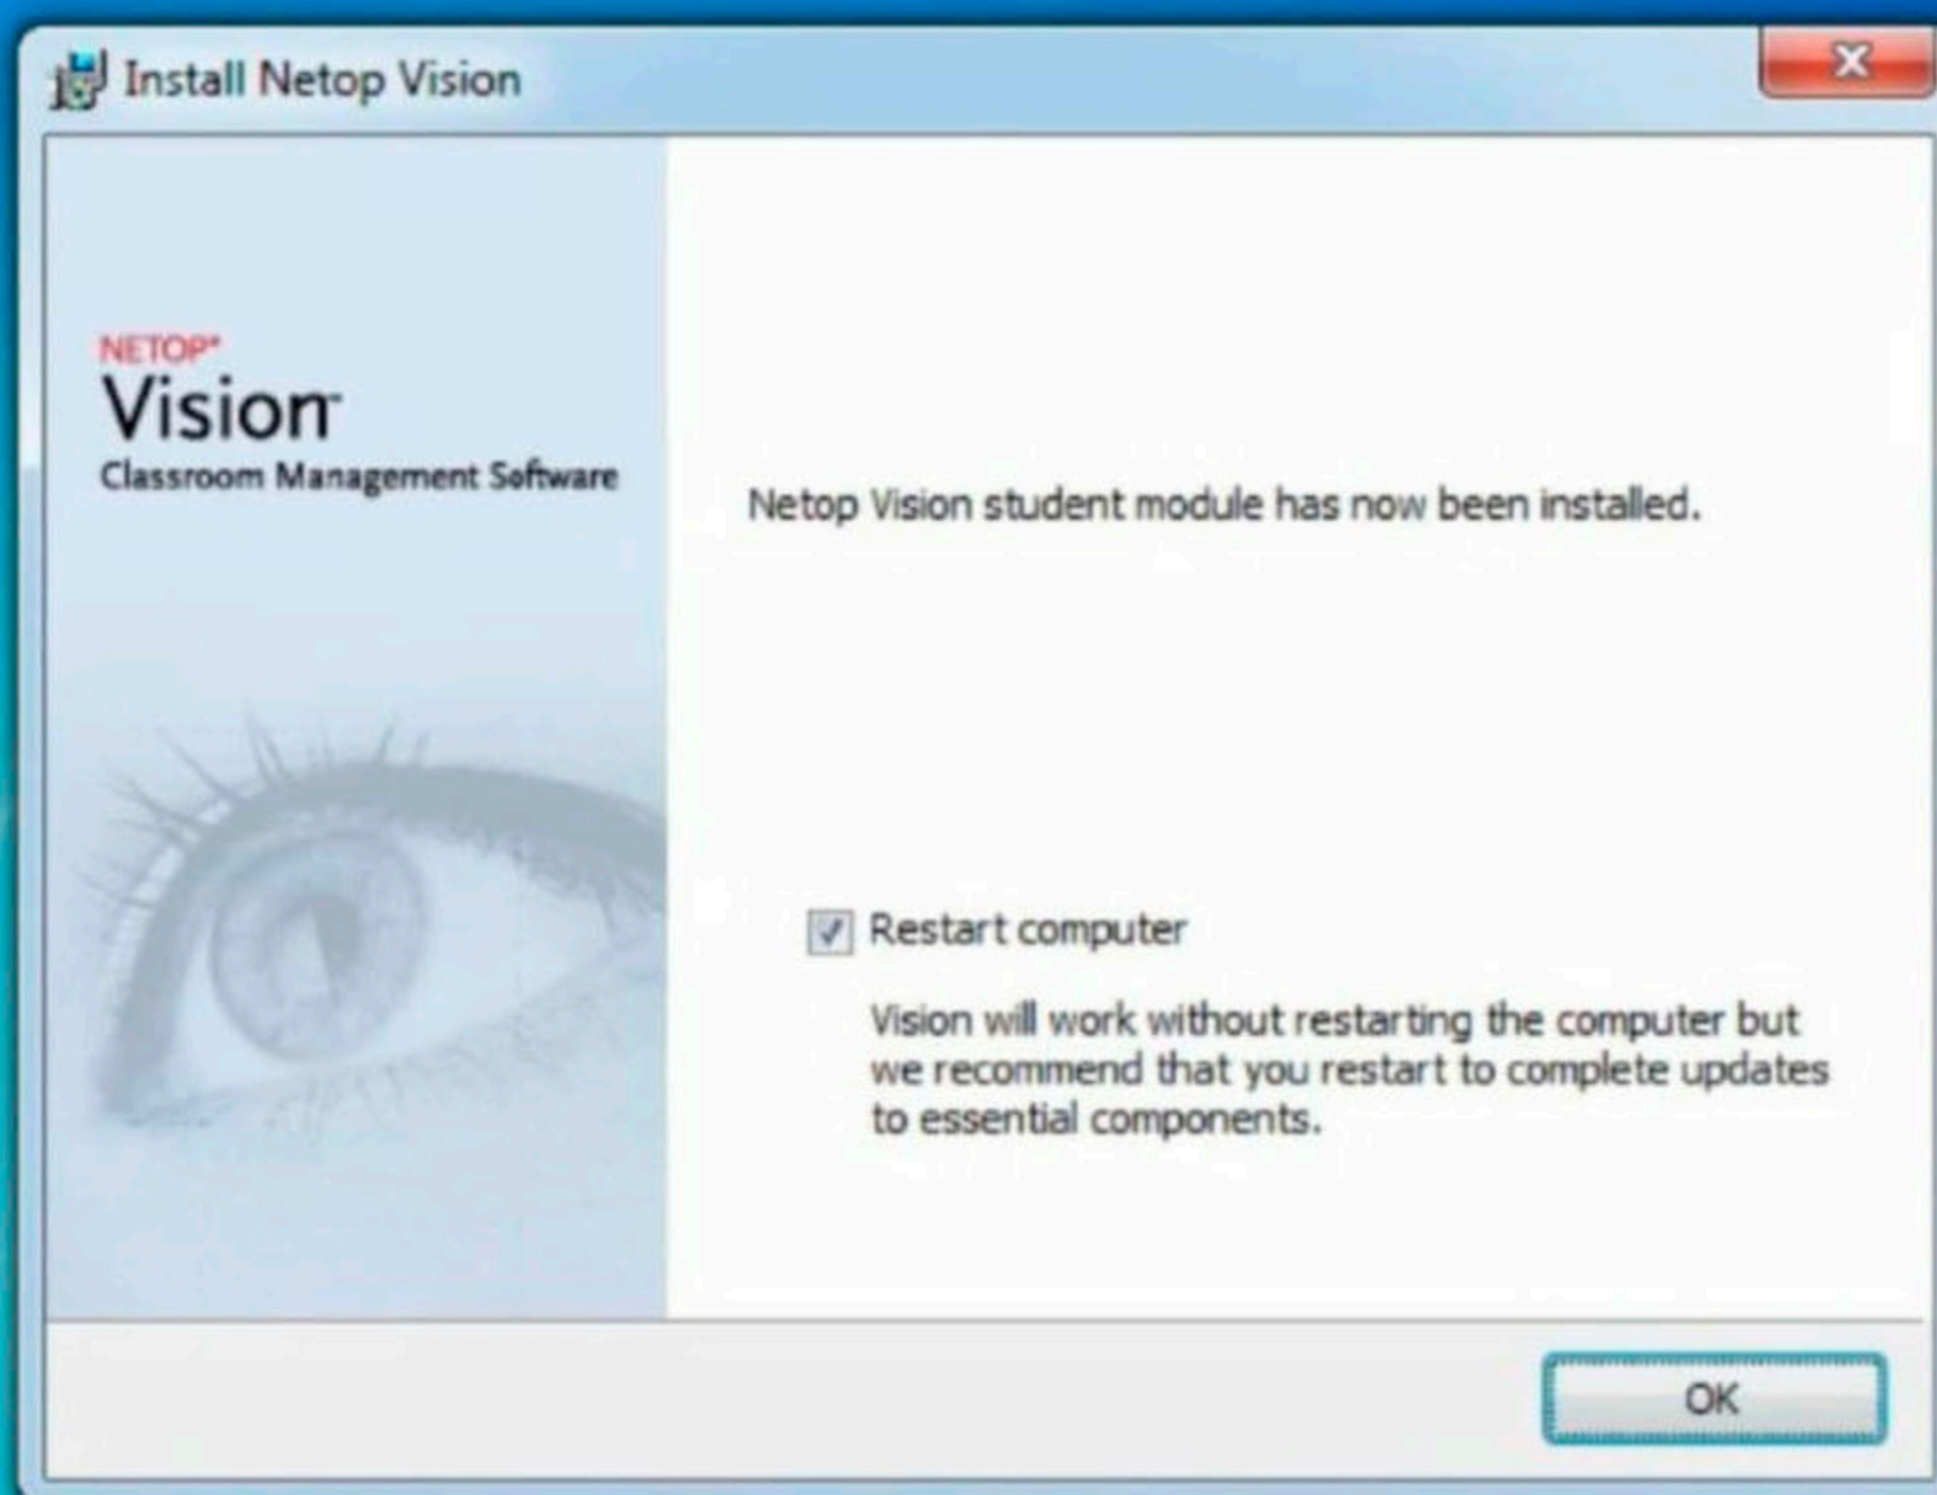 Install Netop Vision
NETOP®
Vision™
Classroom Management Software
Netop Vision student module has now been installed.
Restart computer
Vision will work without restarting the computer but
we recommend that you restart to complete updates
to essential components.
OK